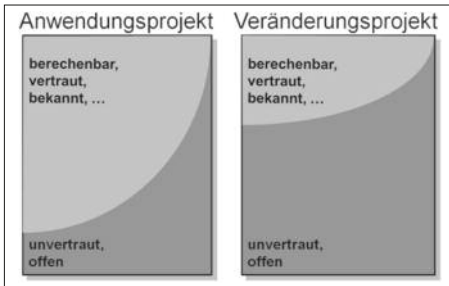 Anwendungsprojekt
berechenbar,
vertraut,
bekannt, ...
unvertraut,
offen
Veränderungsprojekt
berechenbar,
vertraut,
bekannt, ...
unvertraut,
offen